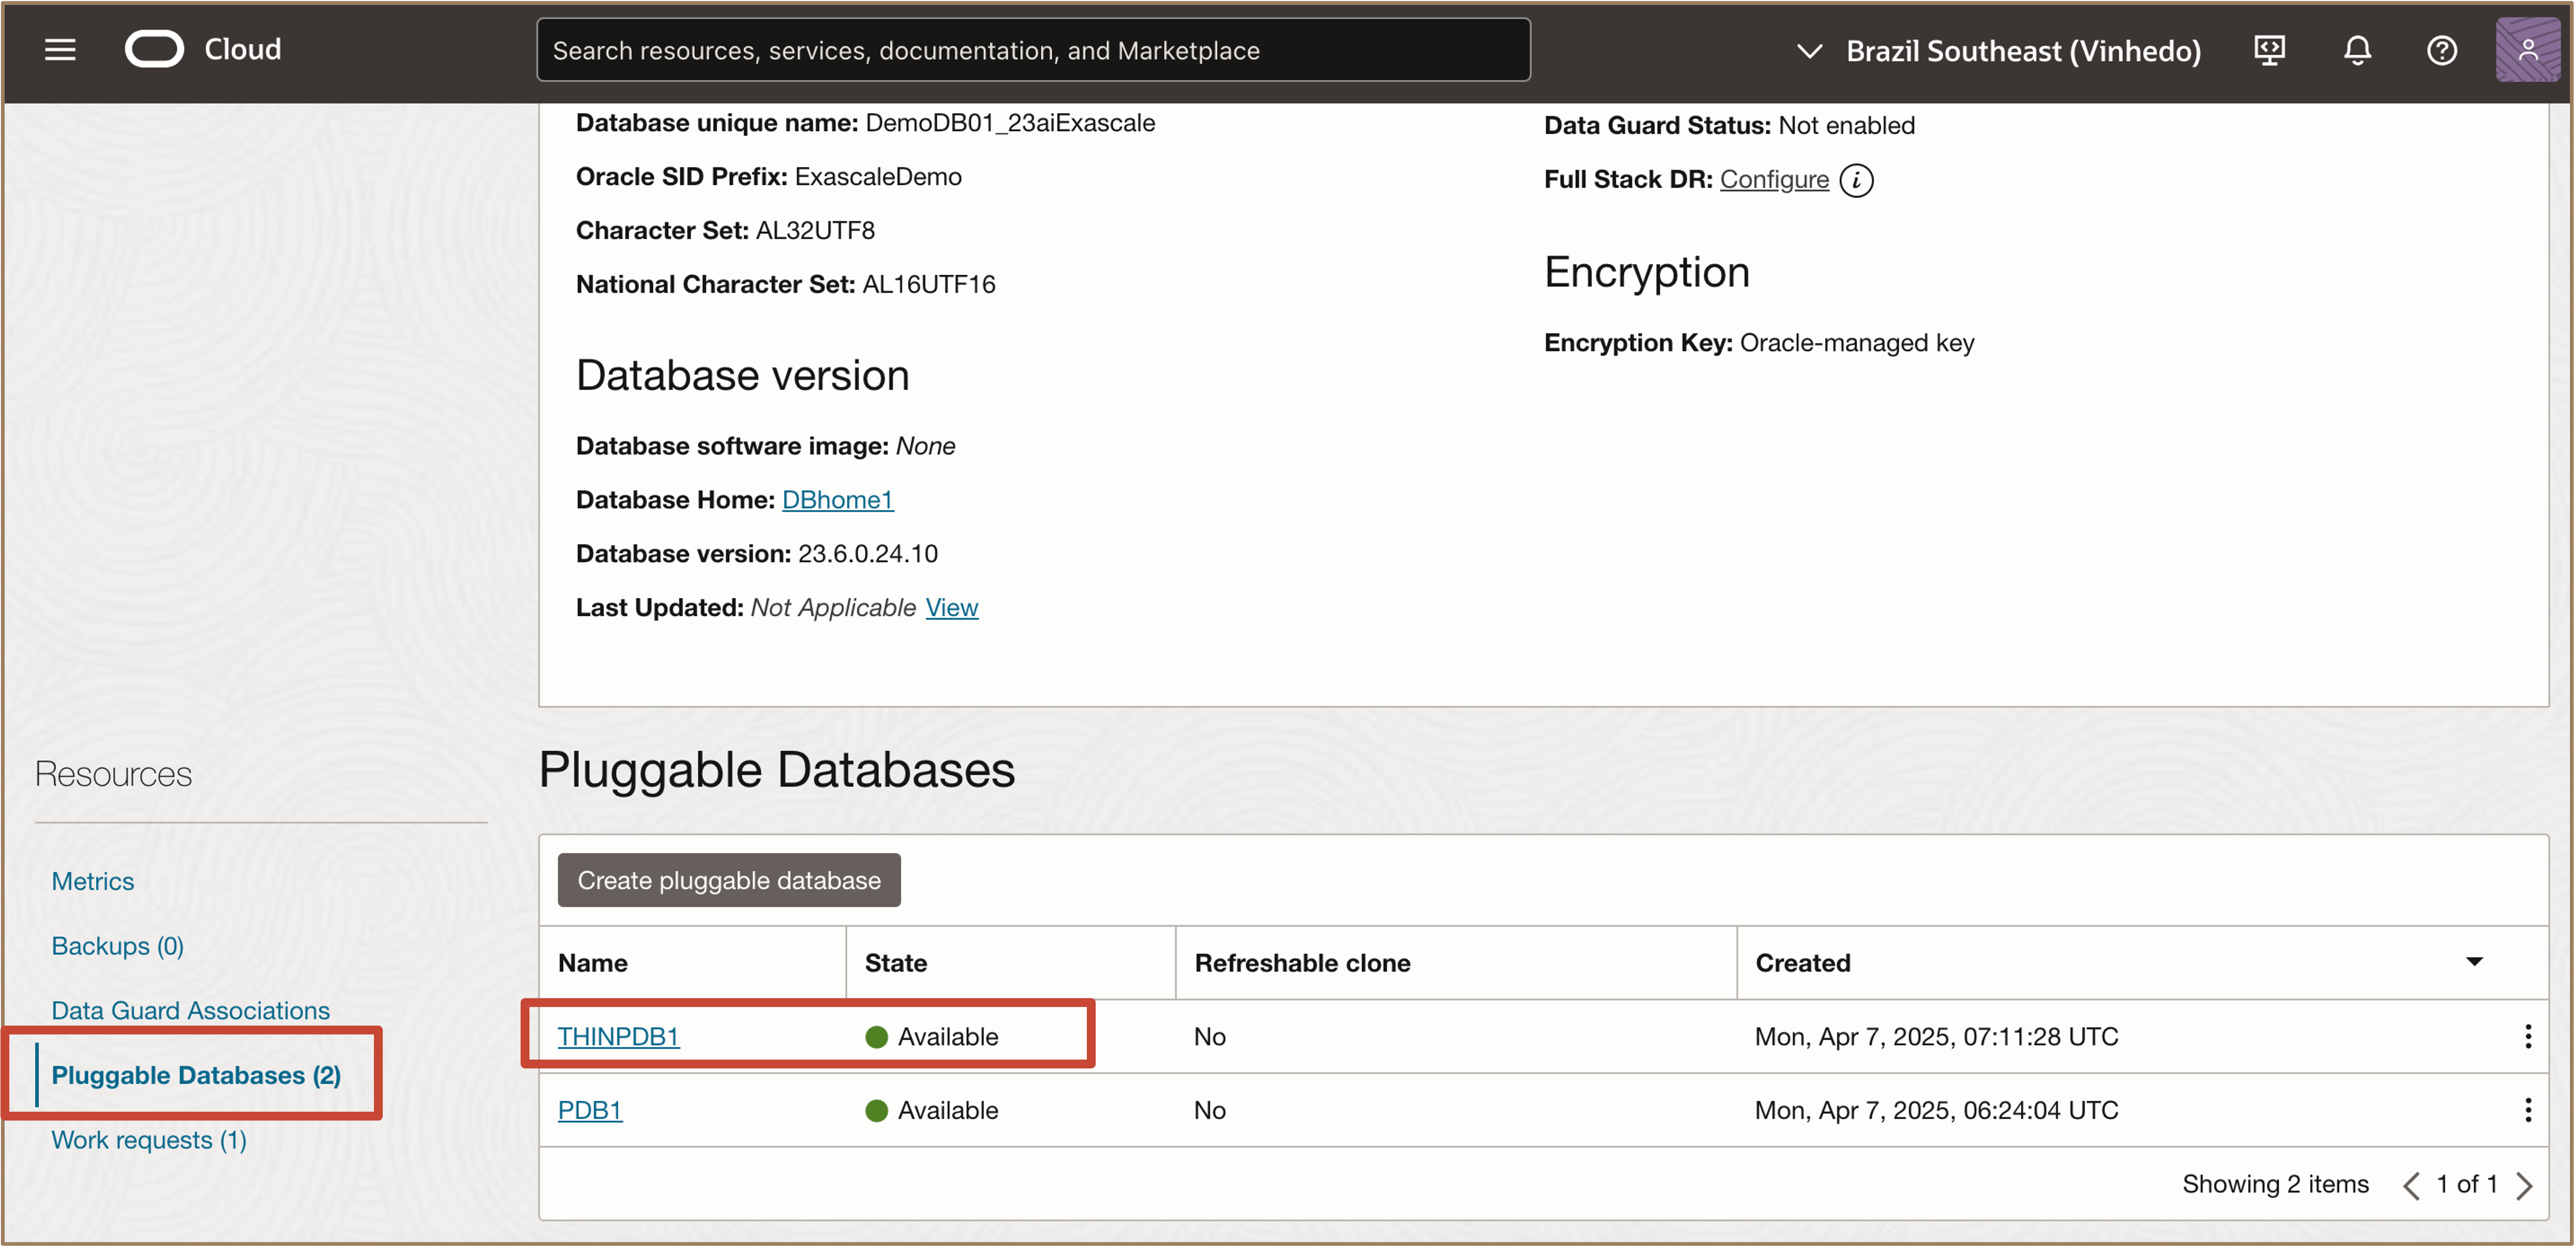 Cloud
Search resources, services, documentation, and Marketplace
Brazil Southeast (Vinhedo)
Database unique name: DemoDB01_23aiExascale
Oracle SID Prefix: ExascaleDemo
Character Set: AL32UTF8
National Character Set: AL16UTF16
Database version
Database software image: None
Database Home: DBhome1
Database version: 23.6.0.24.10
Last Updated: Not Applicable View
Data Guard Status: Not enabled
Full Stack DR: Configure
Encryption
Encryption Key: Oracle-managed key
Resources
Metrics
Backups (0)
Data Guard Associations
Pluggable Databases (2)
Work requests (1)
Pluggable Databases
Create pluggable database
Name State Refreshable clone Created
THINPDB1 Available No Mon, Apr 7, 2025, 07:11:28 UTC
PDB1 Available No Mon, Apr 7, 2025, 06:24:04 UTC
Showing 2 items 1 of 1